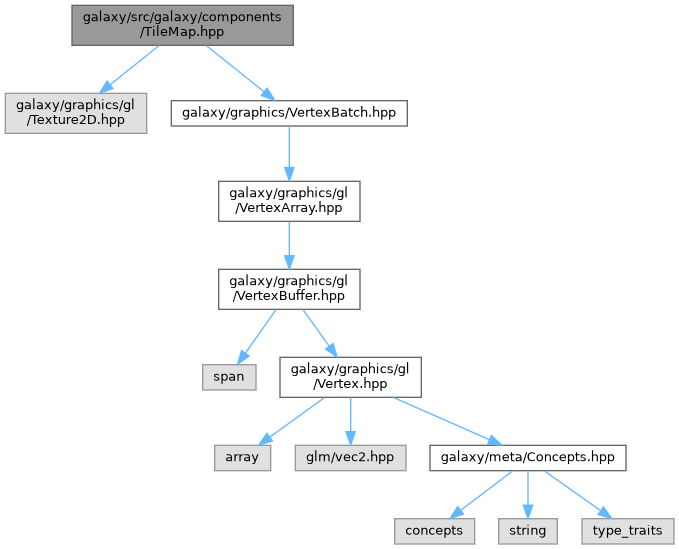 galaxy/src/galaxy/components
/TileMap.hpp
galaxy/graphics/gl
/Texture2D.hpp
galaxy/graphics/VertexBatch.hpp
galaxy/graphics/gl
/VertexArray.hpp
galaxy/graphics/gl
/VertexBuffer.hpp
span
galaxy/graphics/gl
/Vertex.hpp
array
glm/vec2.hpp
galaxy/meta/Concepts.hpp
concepts
string
type_traits